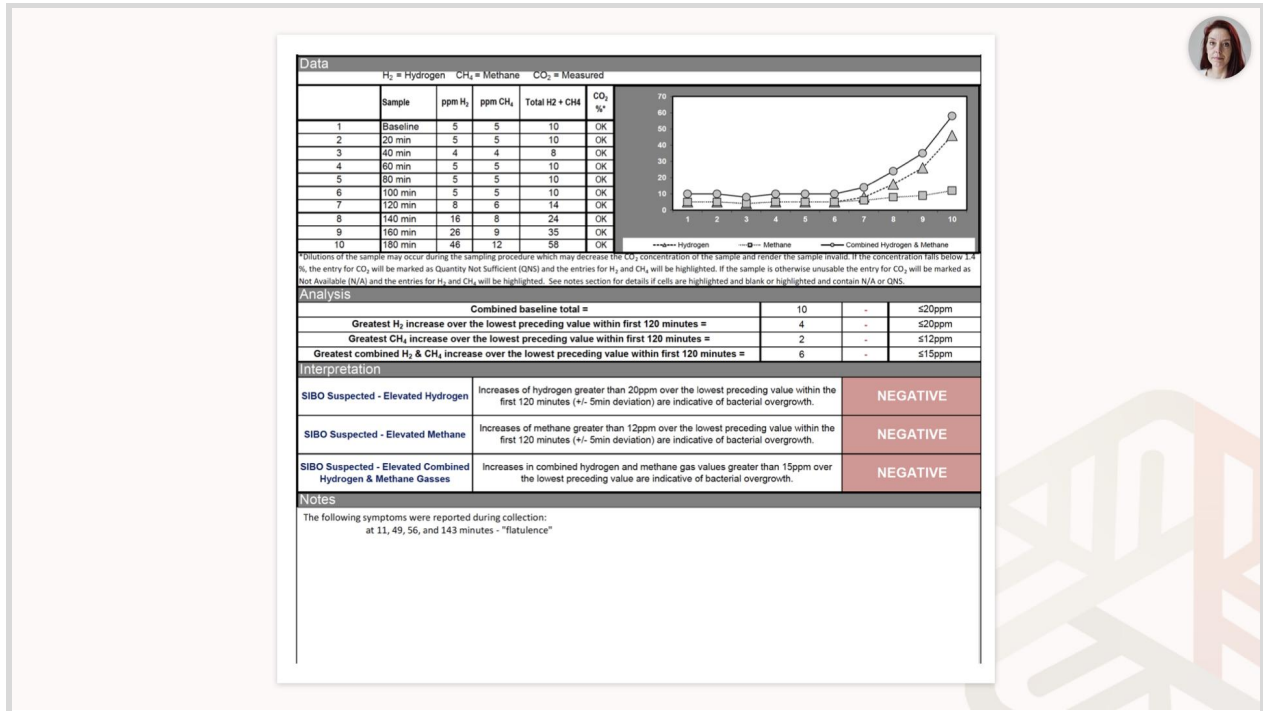 Data
H₂ = Hydrogen CH₄ = Methane CO₂ = Measured
Sample ppm H₂ ppm CH₄ Total H2 + CH4 CO₂ %*
1 Baseline 5 5 10 OK
2 20 min 5 5 10 OK
3 40 min 4 4 8 OK
4 60 min 5 5 10 OK
5 80 min 5 5 10 OK
6 100 min 5 5 10 OK
7 120 min 8 6 14 OK
8 140 min 16 8 24 OK
9 160 min 26 9 35 OK
10 180 min 46 12 58 OK
70
60
50
40
30
20
10
0
1 2 3 4 5 6 7 8 9 10
Hydrogen Methane Combined Hydrogen & Methane
*Dilutions of the sample may occur during the sampling procedure which may decrease the CO₂ concentration of the sample and render the sample invalid. If the concentration falls below 1.4
%, the entry for CO₂ will be marked as Quantity Not Sufficient (QNS) and the entries for H₂ and CH₄ will be highlighted. If the sample is otherwise unusable the entry for CO₂ will be marked as
Not Available (N/A) and the entries for H₂ and CH₄ will be highlighted. See notes section for details if cells are highlighted and blank or highlighted and contain N/A or QNS.
Analysis
Combined baseline total = 10 - ≤20ppm
Greatest H₂ increase over the lowest preceding value within first 120 minutes = 4 - ≤20ppm
Greatest CH₄ increase over the lowest preceding value within first 120 minutes = 2 - ≤12ppm
Greatest combined H₂ & CH₄ increase over the lowest preceding value within first 120 minutes = 6 - ≤15ppm
Interpretation
SIBO Suspected - Elevated Hydrogen
Increases of hydrogen greater than 20ppm over the lowest preceding value within the
first 120 minutes (+/- 5min deviation) are indicative of bacterial overgrowth.
NEGATIVE
SIBO Suspected - Elevated Methane
Increases of methane greater than 12ppm over the lowest preceding value within the
first 120 minutes (+/- 5min deviation) are indicative of bacterial overgrowth.
NEGATIVE
SIBO Suspected - Elevated Combined
Hydrogen & Methane Gasses
Increases in combined hydrogen and methane gas values greater than 15ppm over
the lowest preceding value are indicative of bacterial overgrowth.
NEGATIVE
Notes
The following symptoms were reported during collection:
at 11, 49, 56, and 143 minutes - "flatulence"